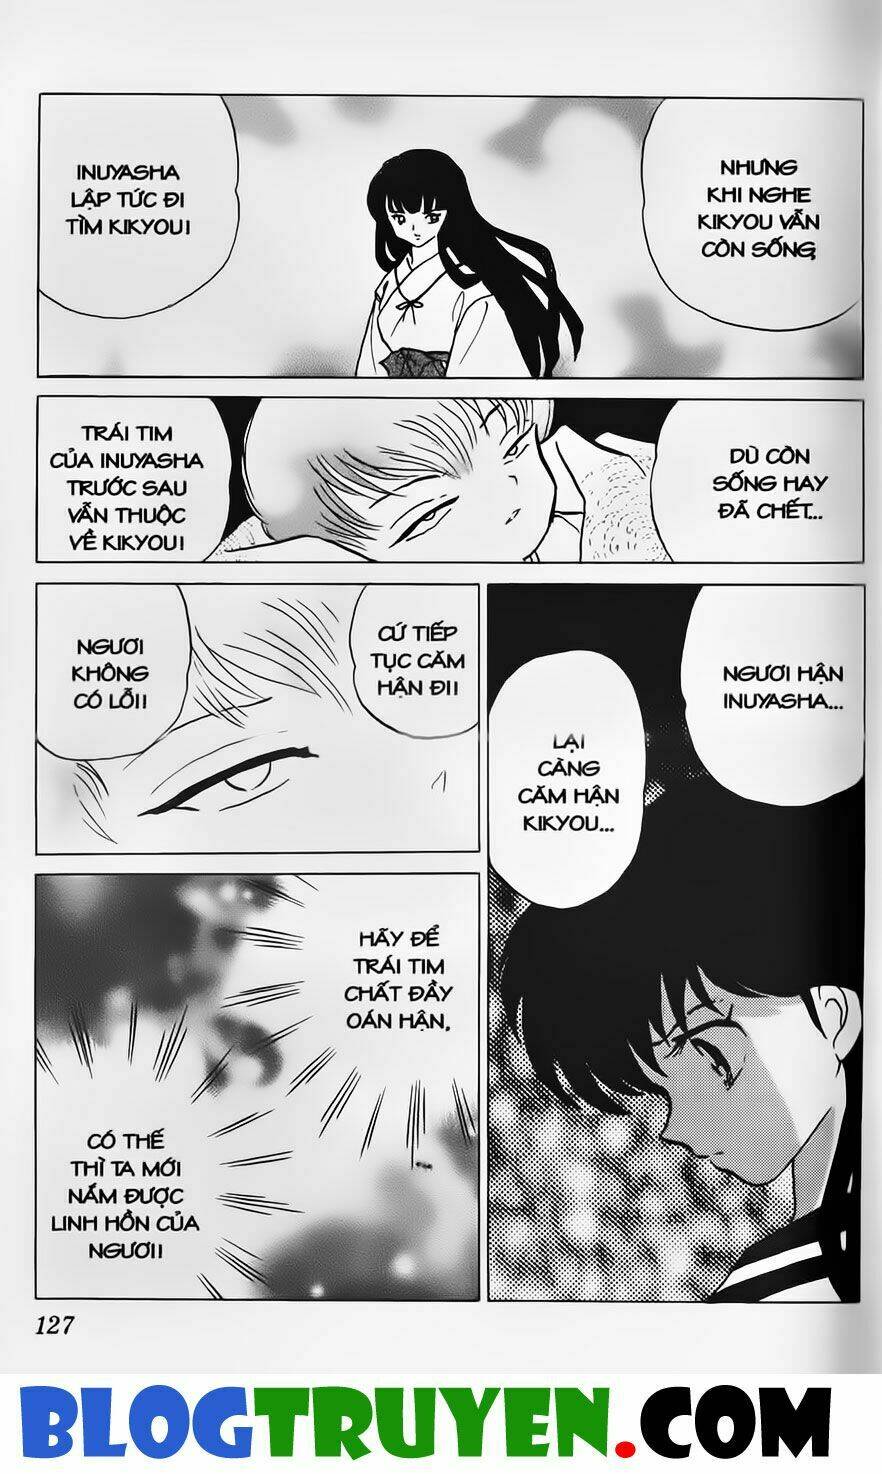 NHƯNG
KHI NGHE
KIKYOU VẪN
CÒN SỐNG,
INUYASHA
LẬP TỨC ĐI
TÌM KIKYOU!
DÙ CÒN
SỐNG HAY
ĐÃ CHẾT...
TRÁI TIM
CỦA INUYASHA
TRƯỚC SAU
VẪN THUỘC
VỀ KIKYOU!
NGƯƠI HẬN
INUYASHA...
LẠI
CÀNG
CĂM HẬN
KIKYOU...
CỨ TIẾP
TỤC CĂM
HẬN ĐI!
NGƯƠI
KHÔNG
CÓ LỖI!
HÃY ĐỂ
TRÁI TIM
CHẤT ĐẦY
OÁN HẬN,
CÓ THẾ
THÌ TA MỚI
NẮM ĐƯỢC
LINH HỒN CỦA
NGƯƠI!
127
BLOGTRUYEN.COM